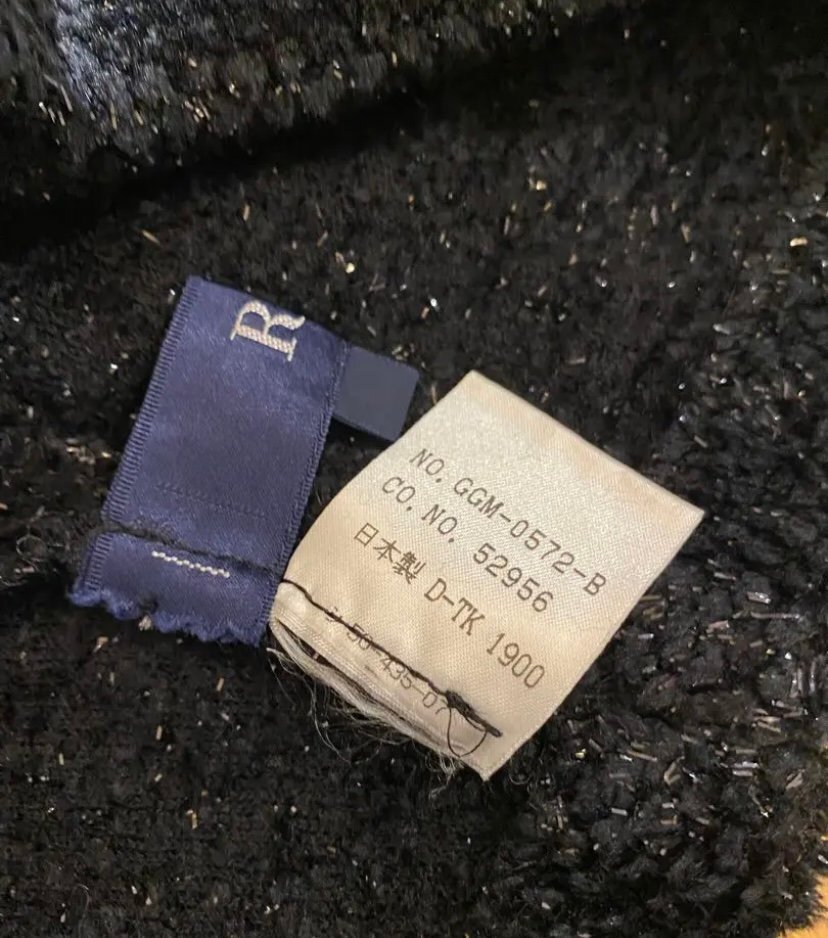 R
NO. GGM-0572-B
CO. NO. 52956
日本製 D-TK 1900